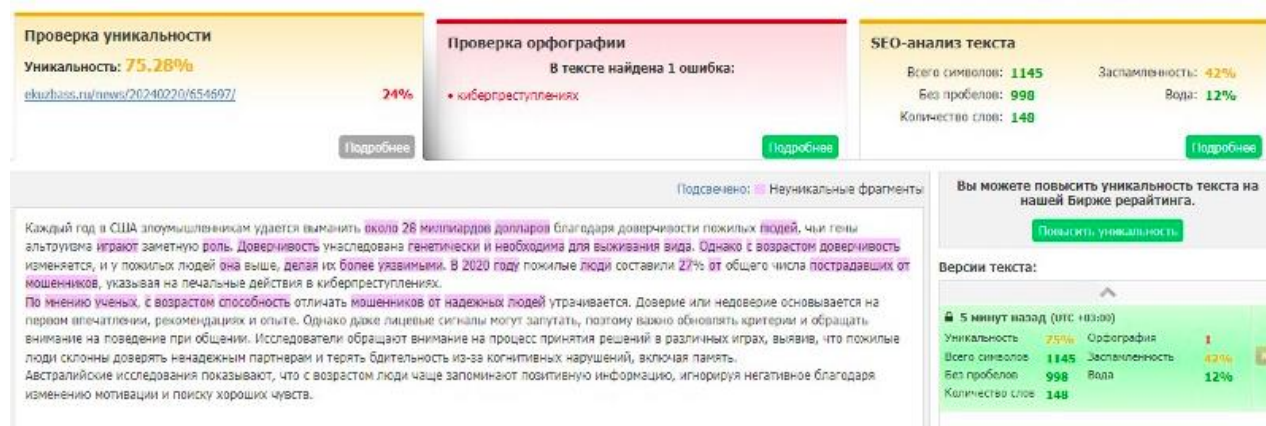 Проверка уникальности
Уникальность: 75.28%
ekuzbass.ru/news/20240220/654697/ 24%
Подробнее
Проверка орфографии
В тексте найдена 1 ошибка:
• киберпреступлениях
Подробнее
SEO-анализ текста
Всего символов: 1145 Заспамленность: 42%
Без пробелов: 998 Вода: 12%
Количество слов: 148
Подробнее
Подсвечено: Неуникальные фрагменты
Каждый год в США злоумышленникам удается выманить около 28 миллиардов долларов благодаря доверчивости пожилых людей, чьи гены
альтруизма играют заметную роль. Доверчивость унаследована генетически и необходима для выживания вида. Однако с возрастом доверчивость
изменяется, и у пожилых людей она выше, делая их более уязвимыми. В 2020 году пожилые люди составили 27% от общего числа пострадавших от
мошенников, указывая на печальные действия в киберпреступлениях.
По мнению ученых, с возрастом способность отличать мошенников от надежных людей утрачивается. Доверие или недоверие основывается на
первом впечатлении, рекомендациях и опыте. Однако даже лицевые сигналы могут запутать, поэтому важно обновлять критерии и обращать
внимание на поведение при общении. Исследователи обращают внимание на процесс принятия решений в различных играх, выявив, что пожилые
люди склонны доверять ненадежным партнерам и терять бдительность из-за когнитивных нарушений, включая память.
Австралийские исследования показывают, что с возрастом люди чаще запоминают позитивную информацию, игнорируя негативное благодаря
изменению мотивации и поиску хороших чувств.
Вы можете повысить уникальность текста на
нашей Бирже рерайтинга.
Повысить уникальность
Версии текста:
5 минут назад (UTC +03:00)
Уникальность 75% Орфография 1
Всего символов 1145 Заспамленность 42%
Без пробелов 998 Вода 12%
Количество слов 148